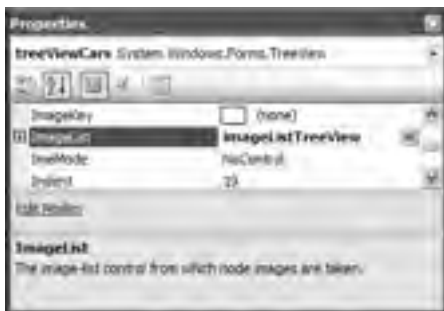 Properties
treeViewCars System.Windows.Forms.TreeView
ImageKey (none)
ImageList imageListTreeView
ImeMode NoControl
Indent 19
Edit Nodes
ImageList
The image-list control from which node images are taken.